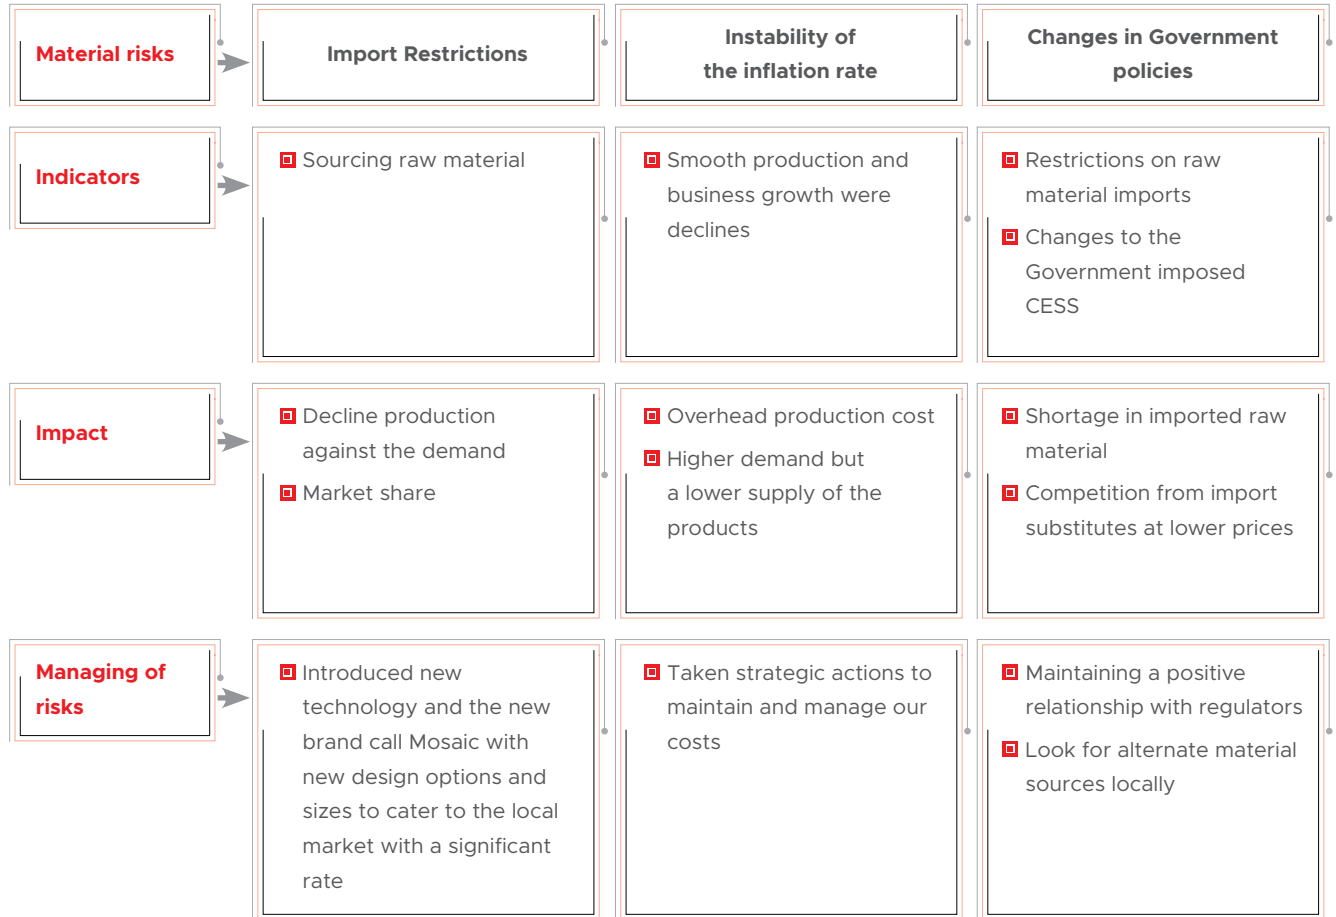 Material risks
Import Restrictions
Instability of
the inflation rate
Changes in Government
policies
Indicators
Sourcing raw material
Smooth production and
business growth were
declines
Restrictions on raw
material imports
Changes to the
Government imposed
CESS
Impact
Decline production
against the demand
Market share
Overhead production cost
Higher demand but
a lower supply of the
products
Shortage in imported raw
material
Competition from import
substitutes at lower prices
Managing of
risks
Introduced new
technology and the new
brand call Mosaic with
new design options and
sizes to cater to the local
market with a significant
rate
Taken strategic actions to
maintain and manage our
costs
Maintaining a positive
relationship with regulators
Look for alternate material
sources locally